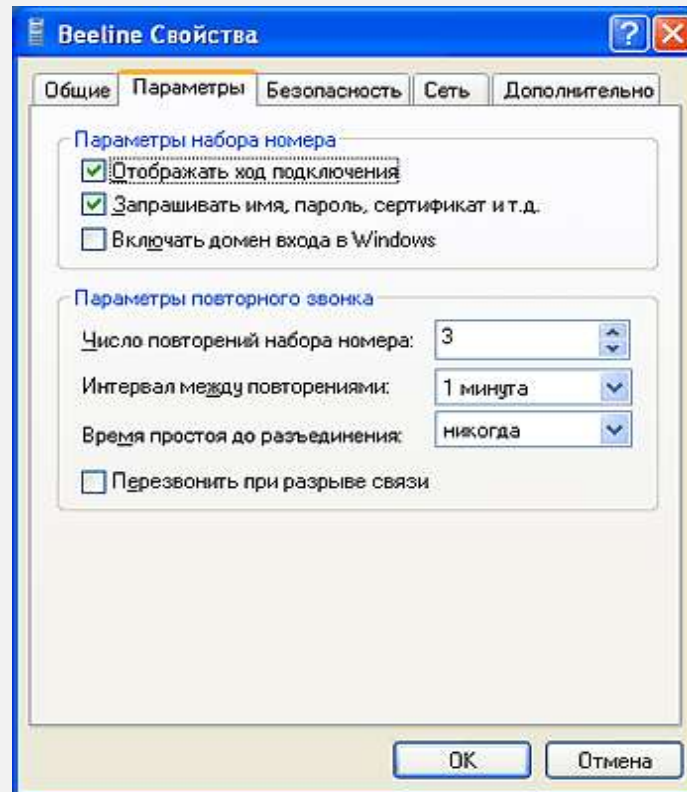 Beeline Свойства
Общие Параметры Безопасность Сеть Дополнительно
Параметры набора номера
Отображать ход подключения
Запрашивать имя, пароль, сертификат и т.д.
Включать домен входа в Windows
Параметры повторного звонка
Число повторений набора номера: 3
Интервал между повторениями: 1 минута
Время простоя до разъединения: никогда
Перезвонить при разрыве связи
OK Отмена